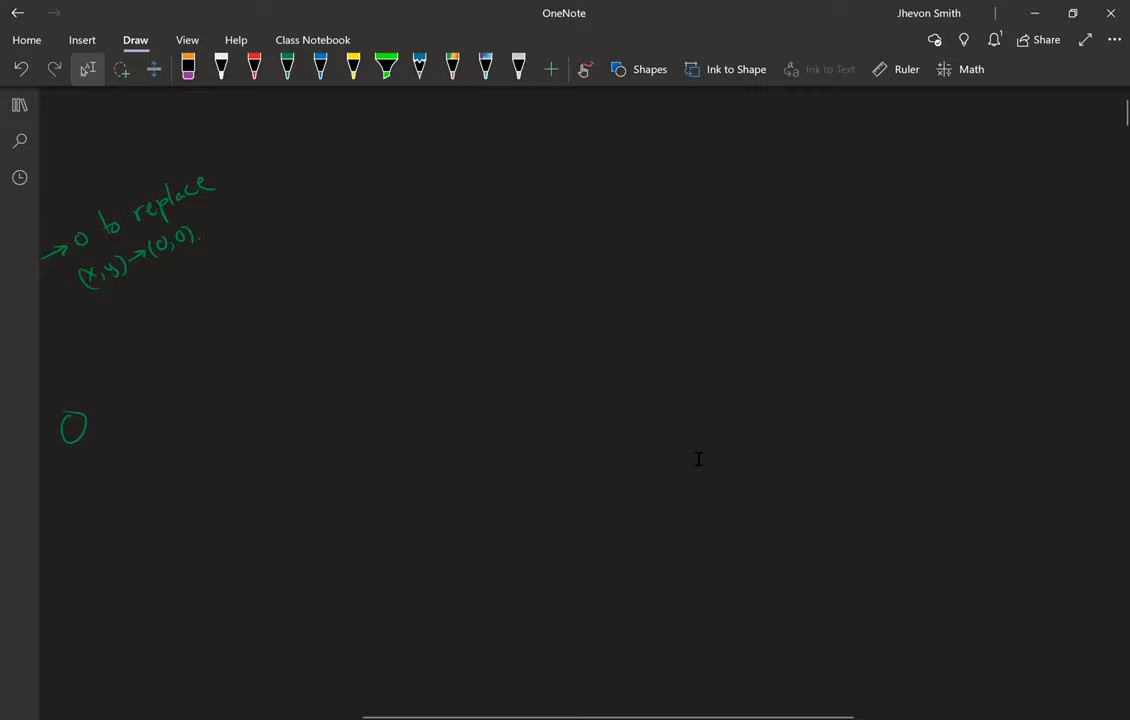 OneNote
Jhevon Smith
Home Insert Draw View Help Class Notebook
Share
Shapes Ink to Shape Ink to Text Ruler Math
→ 0 to replace
(x,y)→(0,0).
0